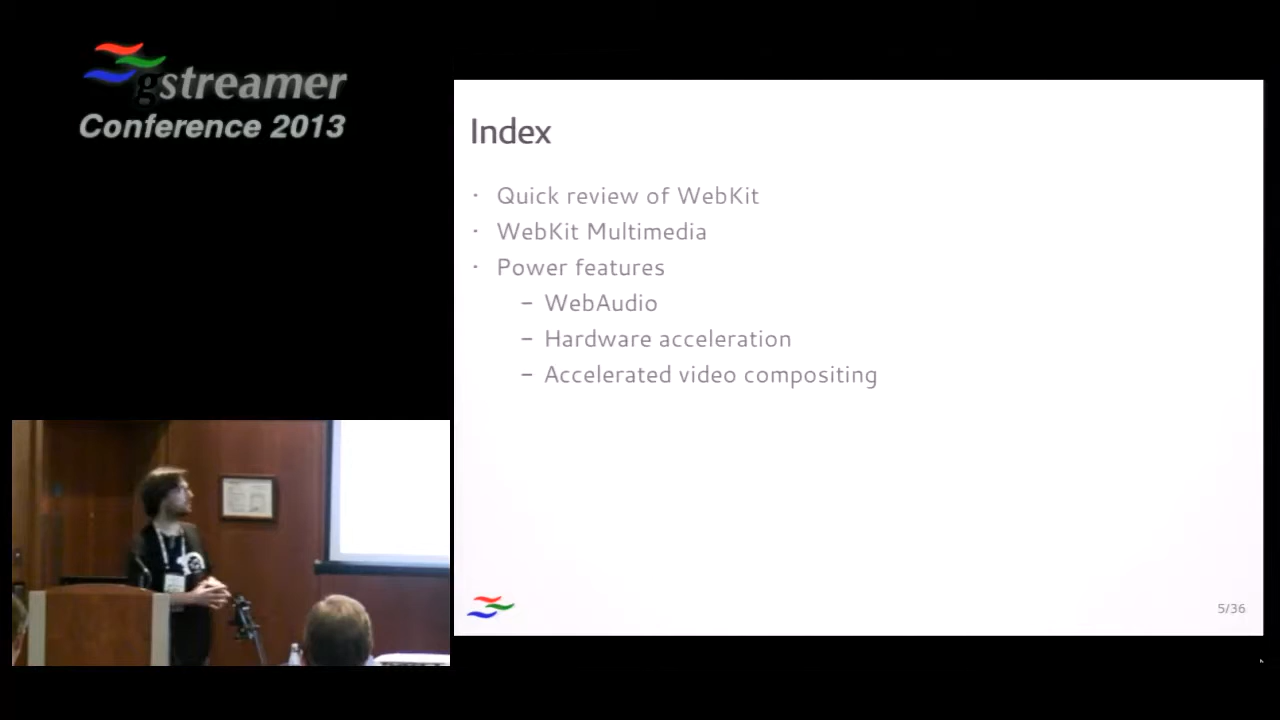 gstreamer
Conference 2013
Index
· Quick review of WebKit
· WebKit Multimedia
· Power features
– WebAudio
– Hardware acceleration
– Accelerated video compositing
5/36